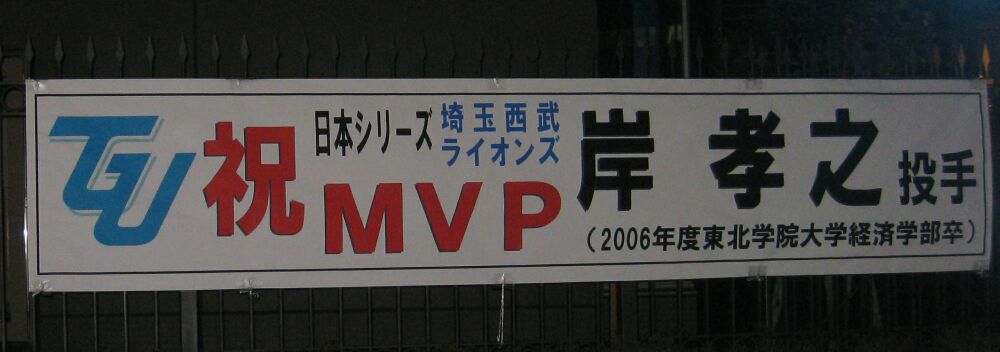 TGU
祝
日本シリーズ
MVP
埼玉西武
ライオンズ
岸 孝之 投手
（2006年度東北学院大学経済学部卒）